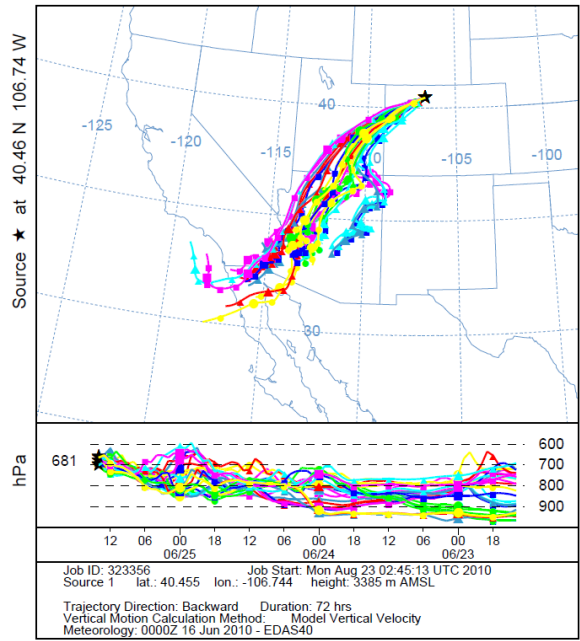 Source ★ at 40.46 N 106.74 W
-125
-120
-115
40
-105
-100
30
hPa
681
600
700
800
900
12 06 00 18 12 06 00 18 12 06 00 18
06/25 06/24 06/23
Job ID: 323356 Job Start: Mon Aug 23 02:45:13 UTC 2010
Source 1 lat.: 40.455 lon.: -106.744 height: 3385 m AMSL
Trajectory Direction: Backward Duration: 72 hrs
Vertical Motion Calculation Method: Model Vertical Velocity
Meteorology: 0000Z 16 Jun 2010 - EDAS40